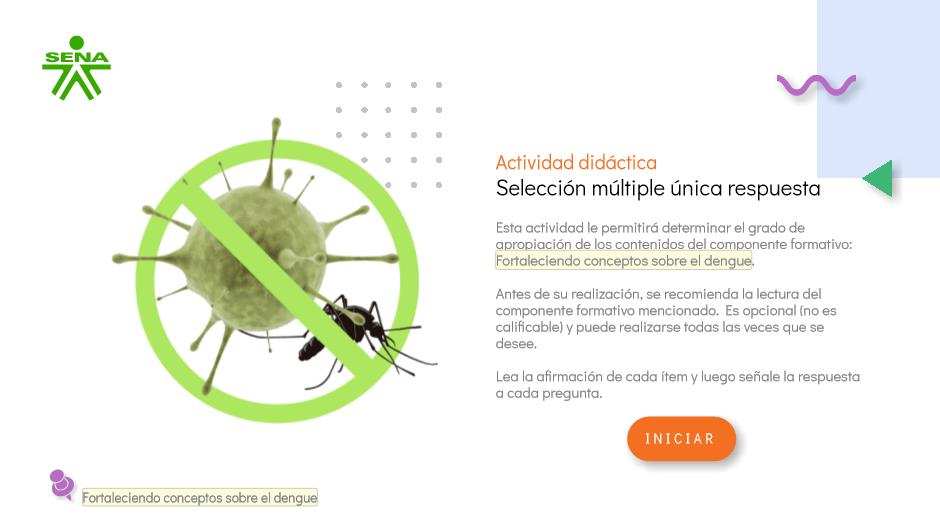 SENA
Actividad didáctica
Selección múltiple única respuesta
Esta actividad le permitirá determinar el grado de
apropiación de los contenidos del componente formativo:
Fortaleciendo conceptos sobre el dengue.
Antes de su realización, se recomienda la lectura del
componente formativo mencionado. Es opcional (no es
calificable) y puede realizarse todas las veces que se
desee.
Lea la afirmación de cada ítem y luego señale la respuesta
a cada pregunta.
INICIAR
Fortaleciendo conceptos sobre el dengue